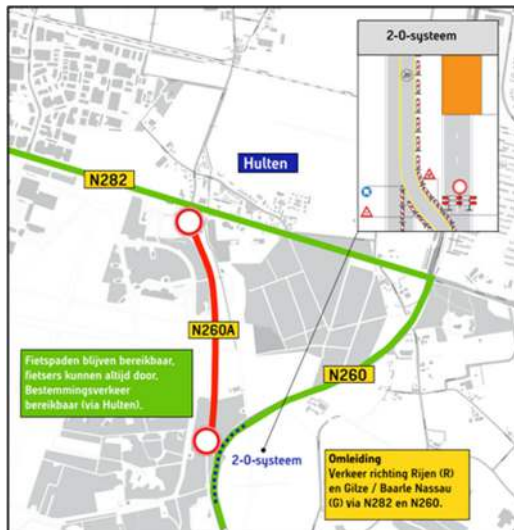 2-0-systeem
Hulten
N282
N260A
N260
Fietspaden blijven bereikbaar,
fietsers kunnen altijd door,
Bestemmingsverkeer
bereikbaar (via Hulten).
2-0-systeem
Omleiding
Verkeer richting Rijen (R)
en Gilze / Baarle Nassau
(G) via N282 en N260.